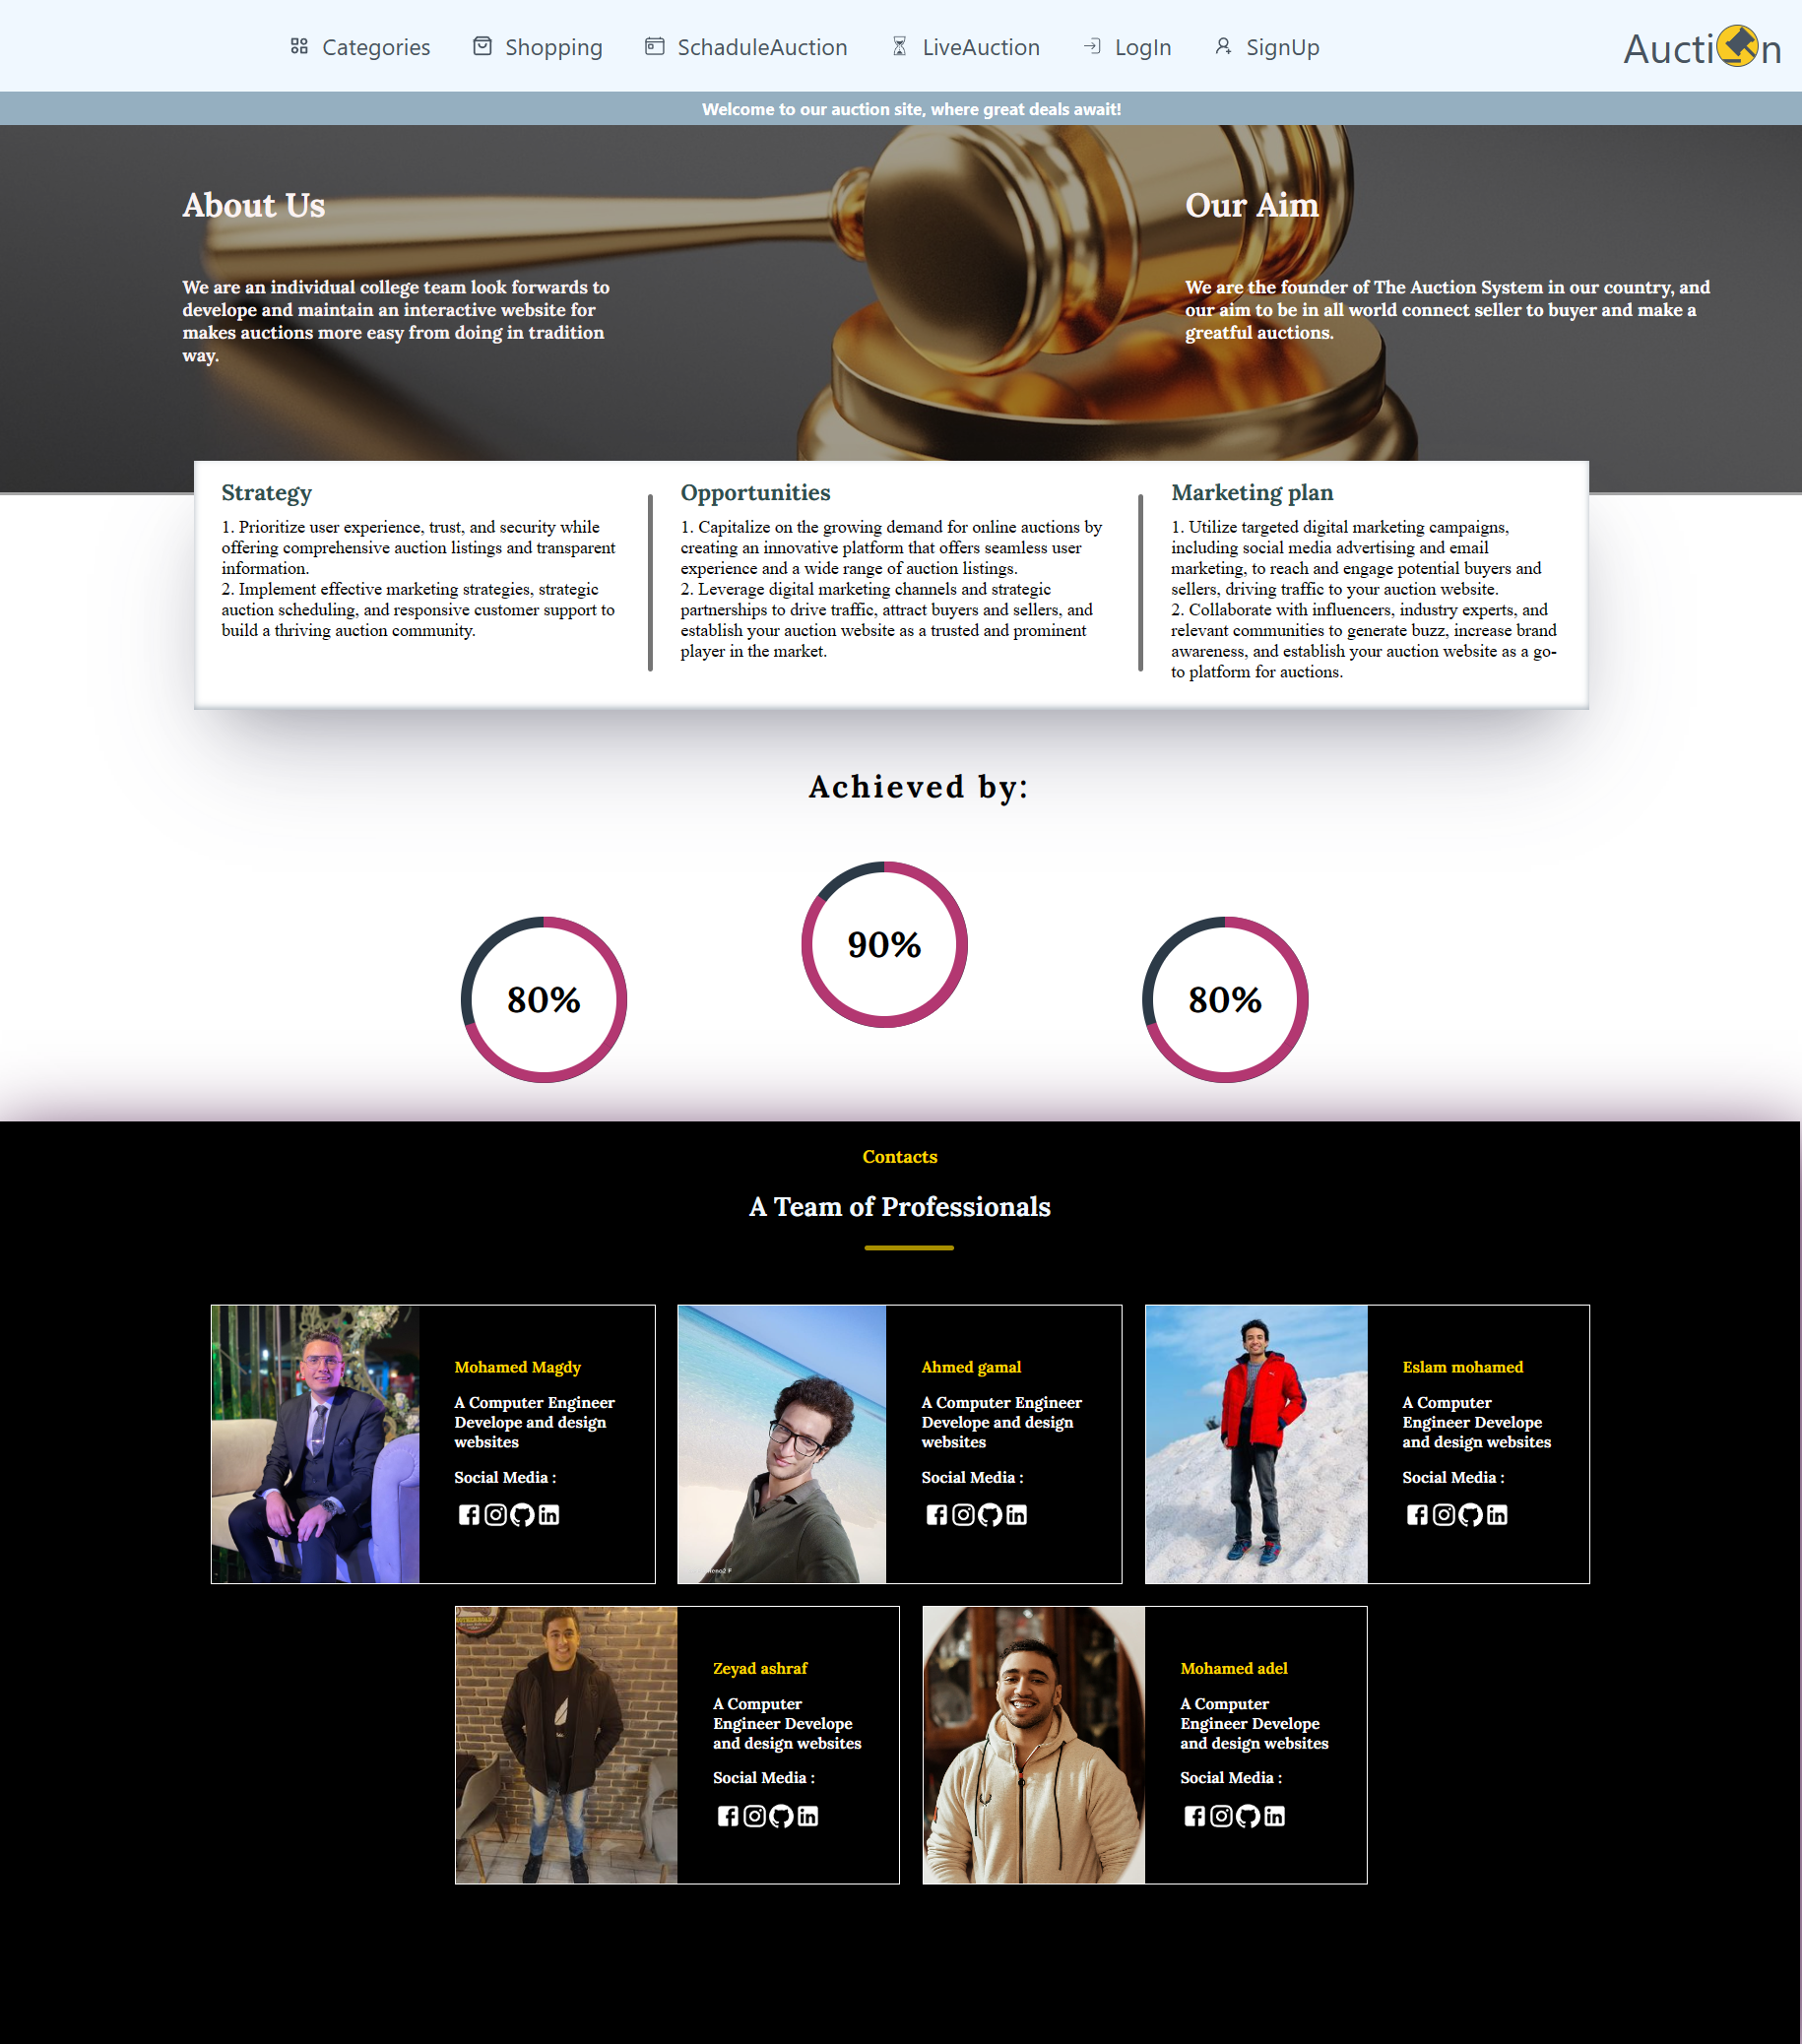 Categories
Shopping
SchaduleAuction
LiveAuction
LogIn
SignUp
Aucti n
Welcome to our auction site, where great deals await!
About Us
We are an individual college team look forwards to
develope and maintain an interactive website for
makes auctions more easy from doing in tradition
way.
Our Aim
We are the founder of The Auction System in our country, and
our aim to be in all world connect seller to buyer and make a
greatful auctions.
Strategy
1. Prioritize user experience, trust, and security while
offering comprehensive auction listings and transparent
information.
2. Implement effective marketing strategies, strategic
auction scheduling, and responsive customer support to
build a thriving auction community.
Opportunities
1. Capitalize on the growing demand for online auctions by
creating an innovative platform that offers seamless user
experience and a wide range of auction listings.
2. Leverage digital marketing channels and strategic
partnerships to drive traffic, attract buyers and sellers, and
establish your auction website as a trusted and prominent
player in the market.
Marketing plan
1. Utilize targeted digital marketing campaigns,
including social media advertising and email
marketing, to reach and engage potential buyers and
sellers, driving traffic to your auction website.
2. Collaborate with influencers, industry experts, and
relevant communities to generate buzz, increase brand
awareness, and establish your auction website as a go-
to platform for auctions.
Achieved by:
80%
90%
80%
Contacts
A Team of Professionals
Mohamed Magdy
A Computer Engineer
Develope and design
websites
Social Media :
Ahmed gamal
A Computer Engineer
Develope and design
websites
Social Media :
Eslam mohamed
A Computer
Engineer Develope
and design websites
Social Media :
Zeyad ashraf
A Computer
Engineer Develope
and design websites
Social Media :
Mohamed adel
A Computer
Engineer Develope
and design websites
Social Media :